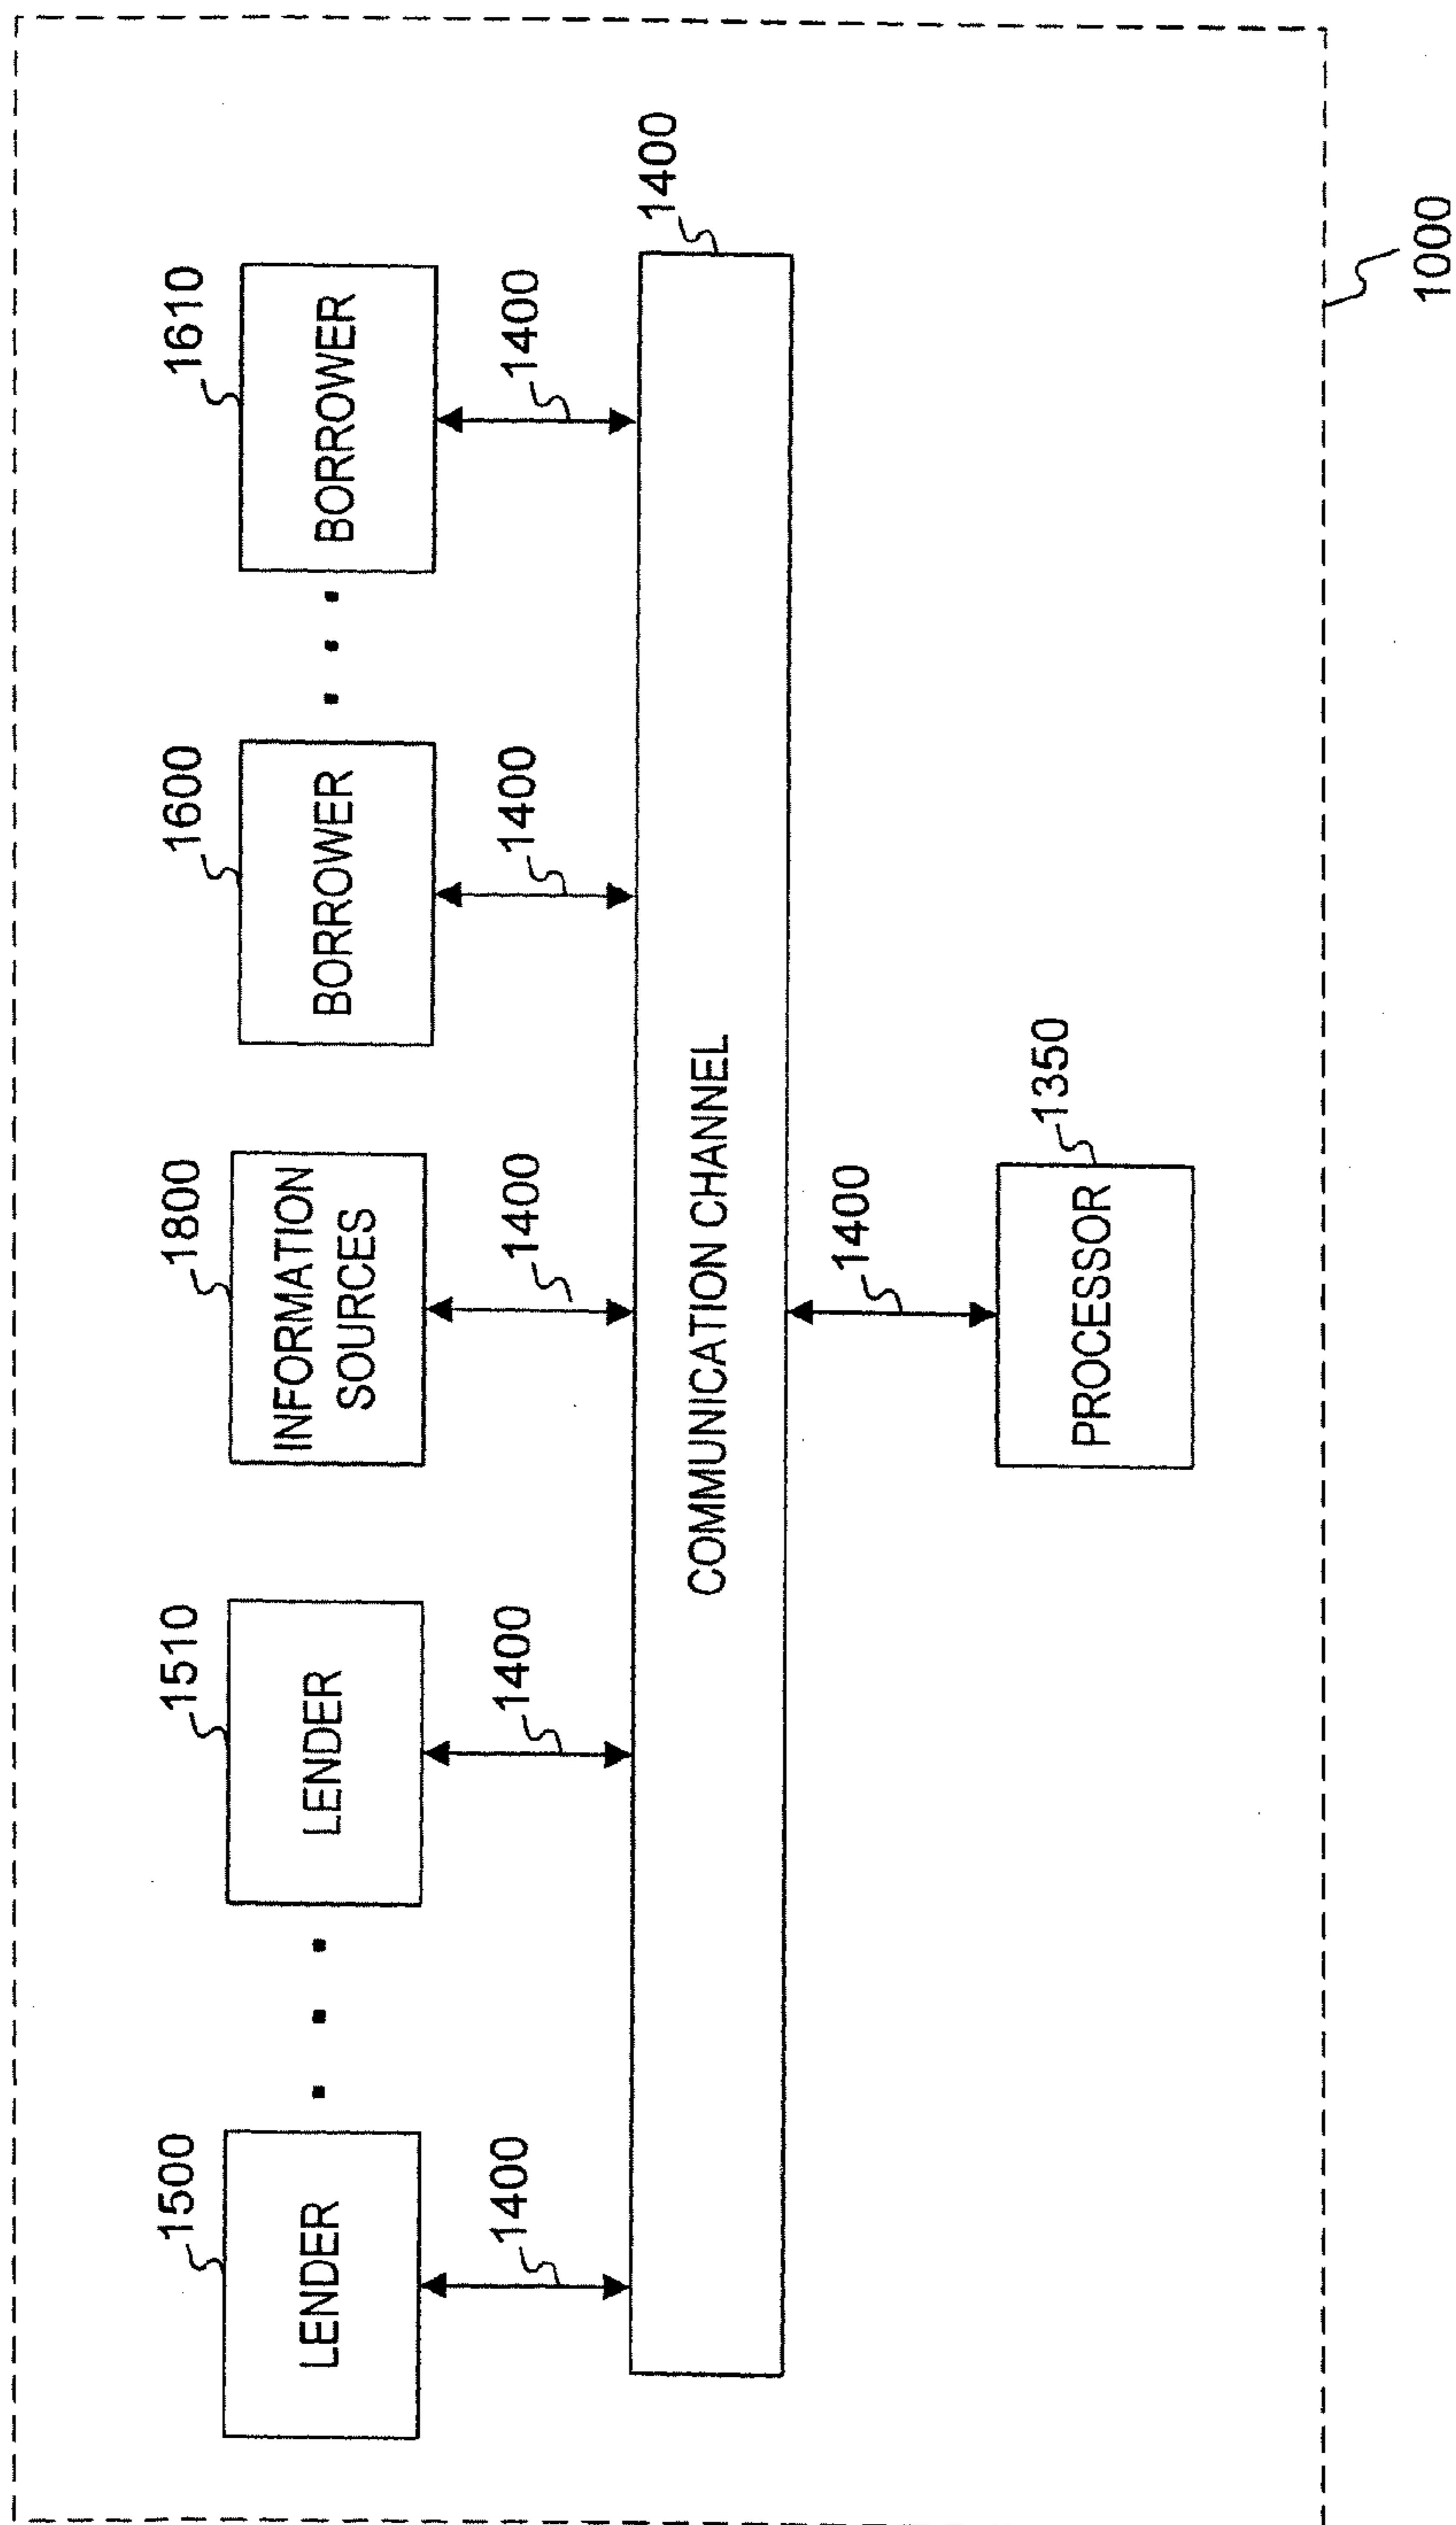 1500
LENDER
1400
1510
LENDER
1400
1800
INFORMATION
SOURCES
1400
1600
BORROWER
1400
1610
BORROWER
1400
1400
COMMUNICATION CHANNEL
1400
1350
PROCESSOR
1000